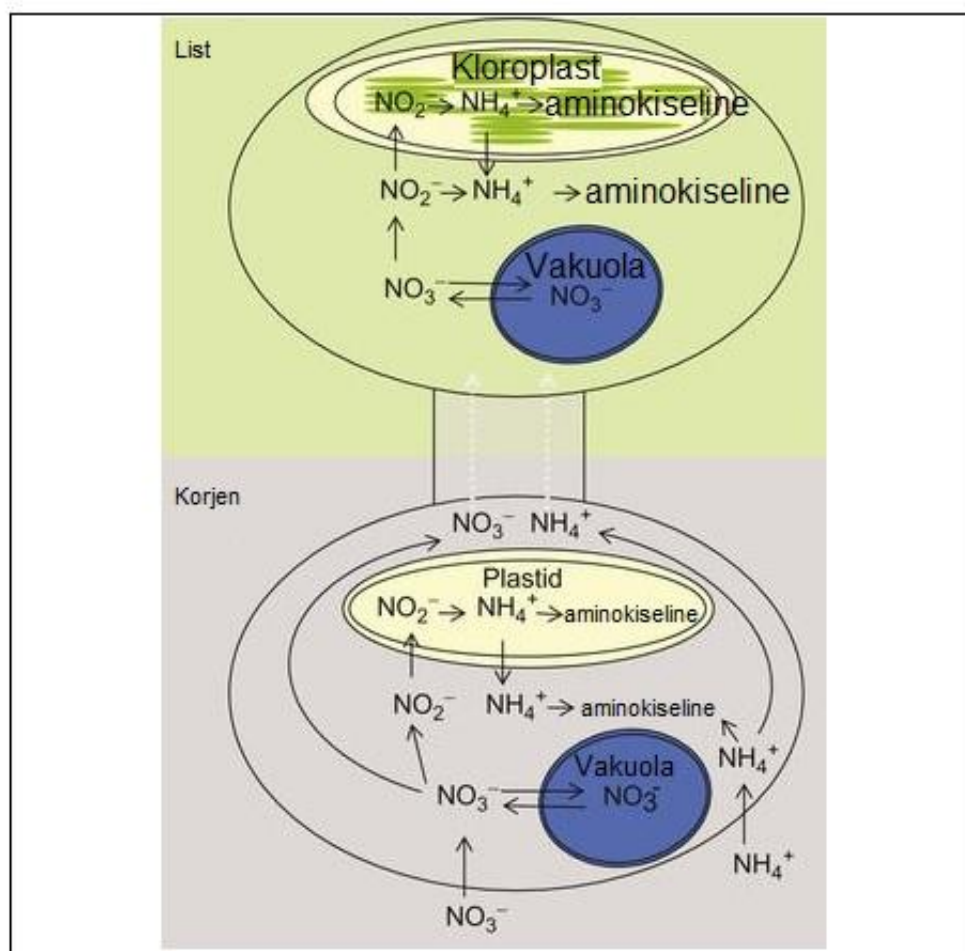 List
Kloroplast
NO₂⁻ → NH₄⁺ → aminokiseline
NO₂⁻ → NH₄⁺ → aminokiseline
Vakuola
NO₃⁻ NO₃⁻
Korjen
NO₃⁻ NH₄⁺
Plastid
NO₂⁻ → NH₄⁺ → aminokiseline
NO₂⁻ NH₄⁺ → aminokiseline
NH₄⁺
Vakuola
NO₃⁻ NO₃⁻
NH₄⁺
NO₃⁻